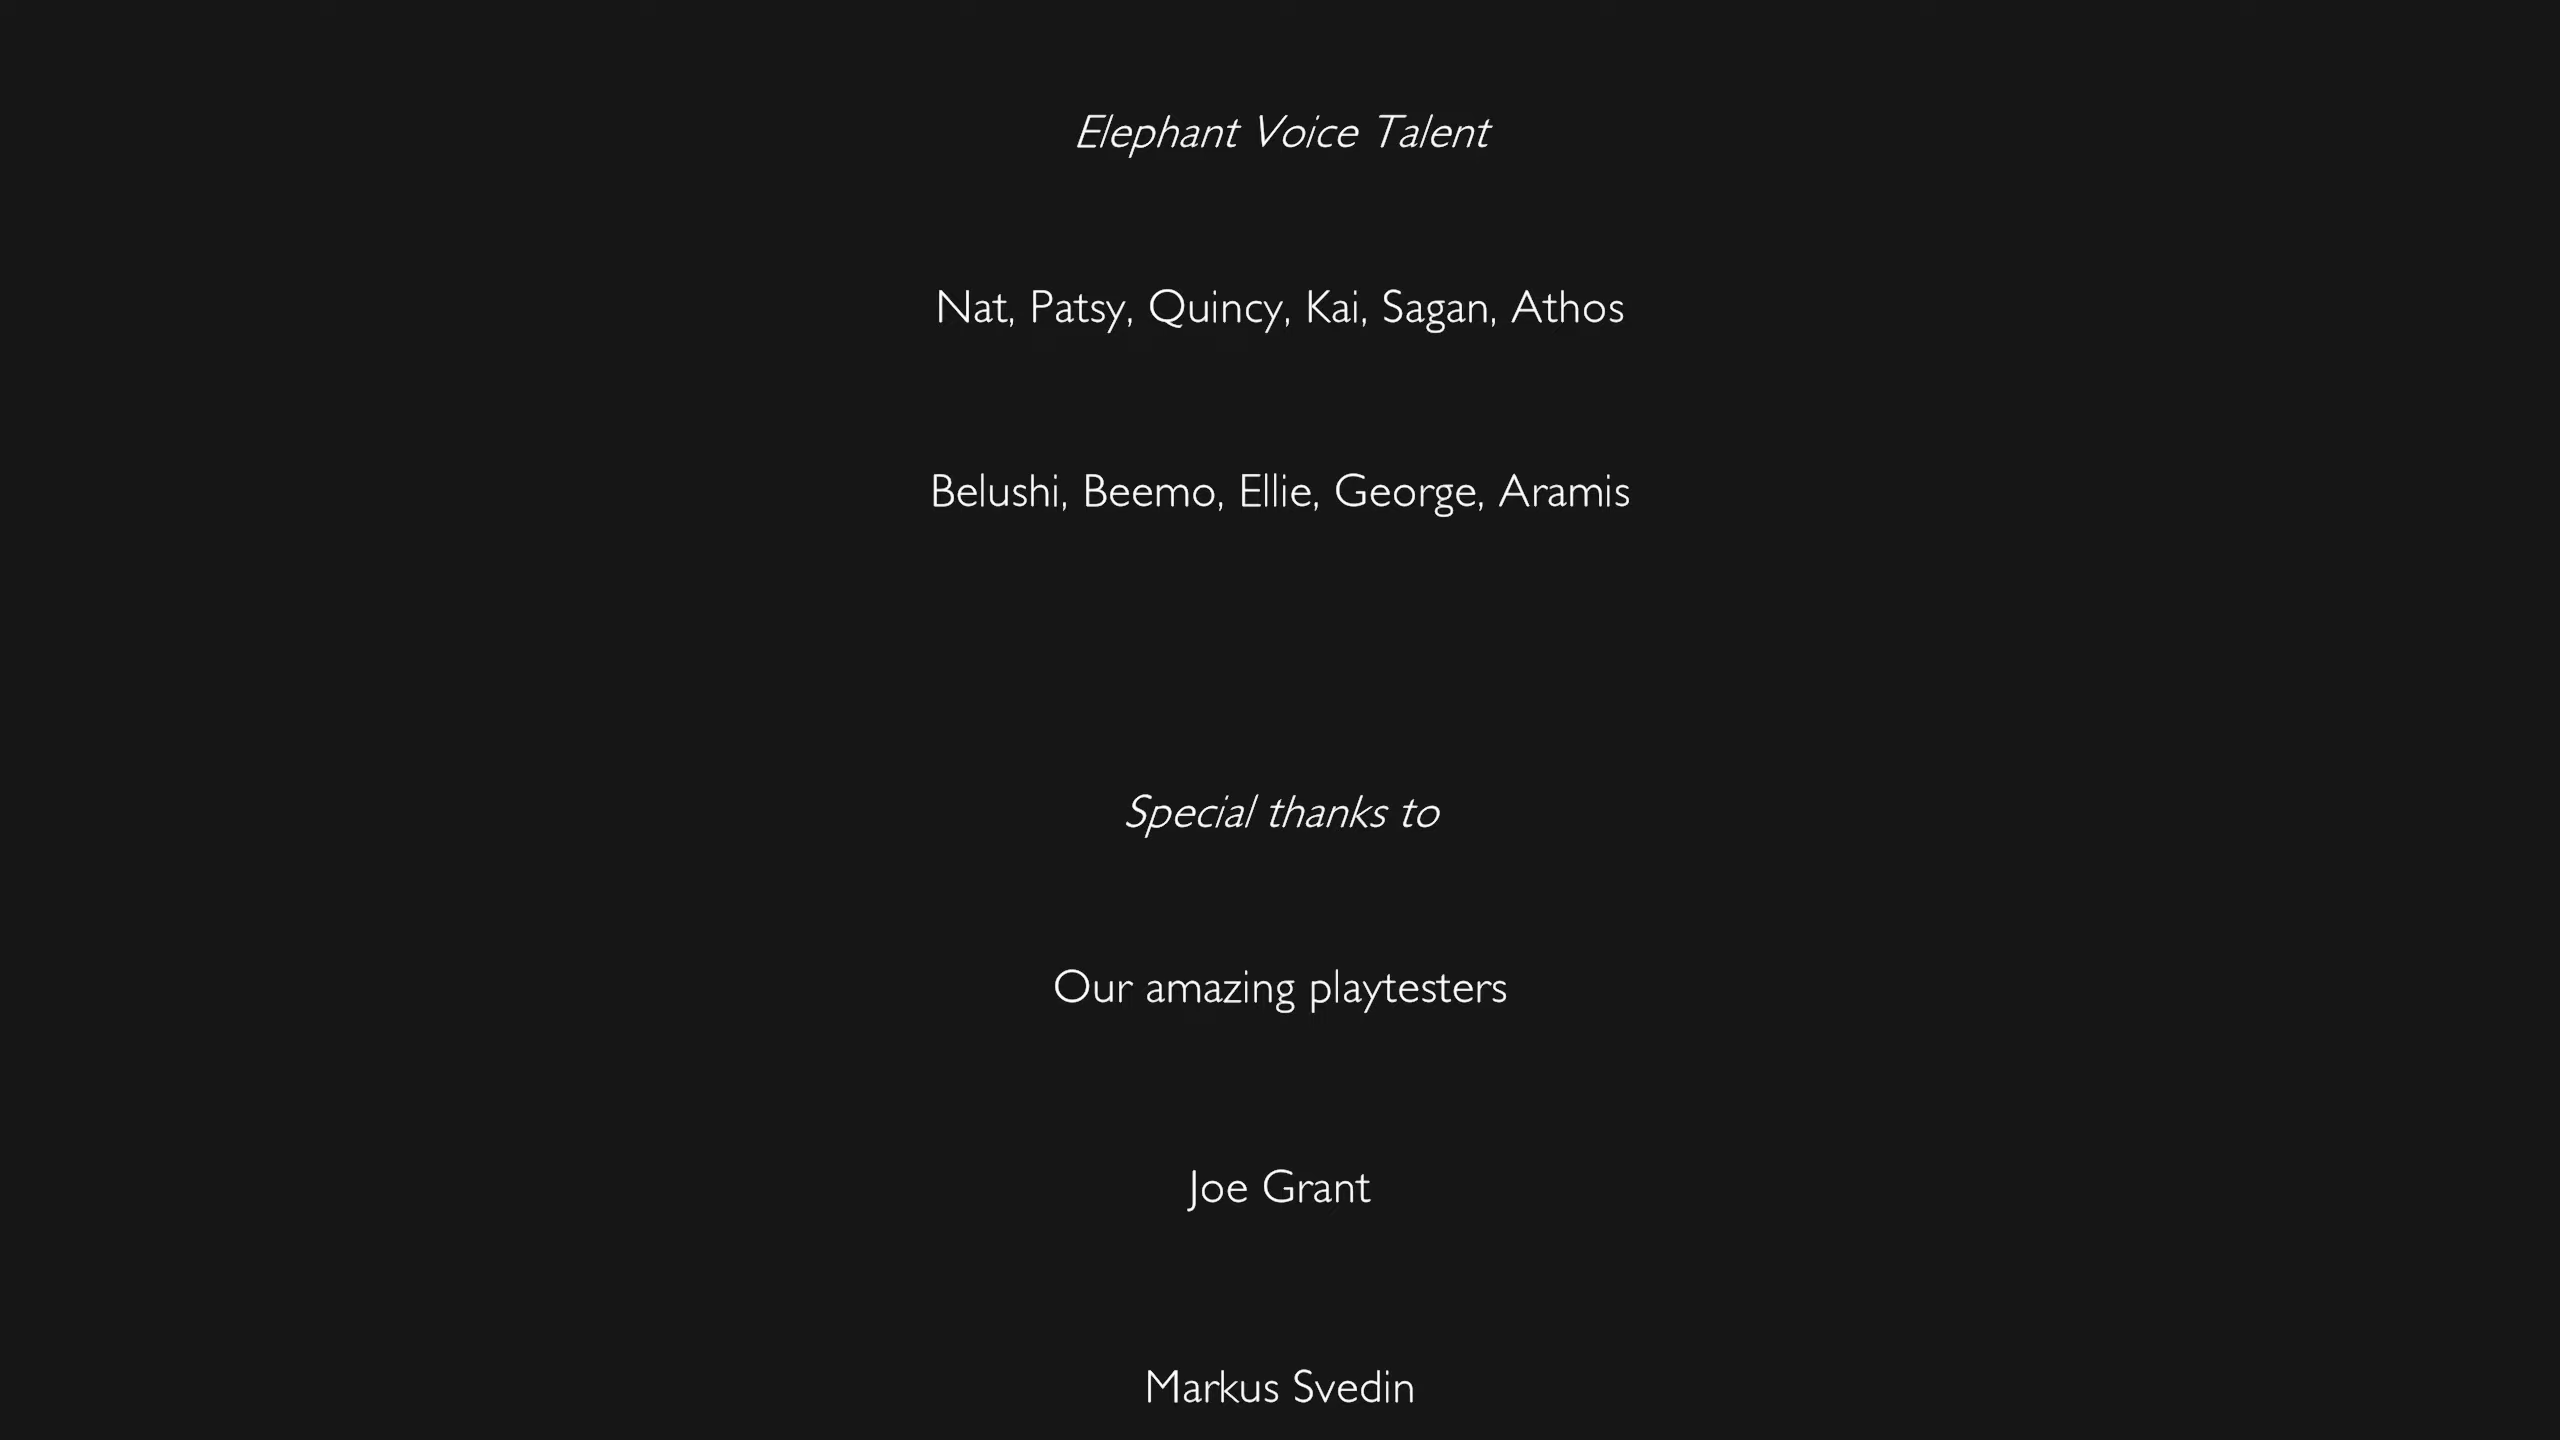 Elephant Voice Talent
Nat, Patsy, Quincy, Kai, Sagan, Athos
Belushi, Beemo, Ellie, George, Aramis
Special thanks to
Our amazing playtesters
Joe Grant
Markus Svedin